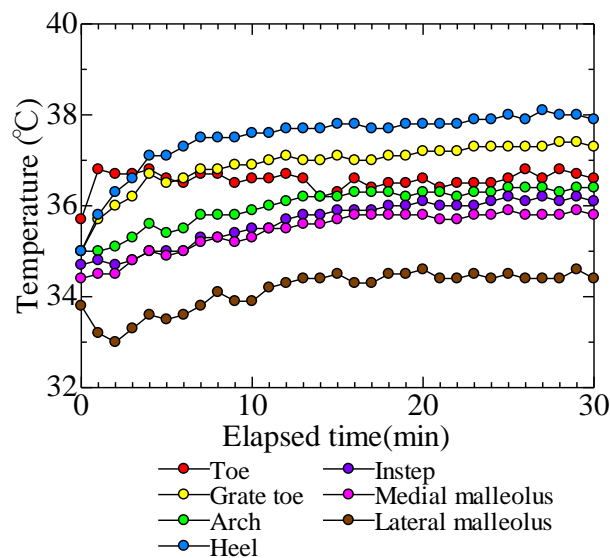 40
38
36
34
32
Temperature (℃)
0 10 20 30
Elapsed time(min)
Toe
Grate toe
Arch
Heel
Instep
Medial malleolus
Lateral malleolus